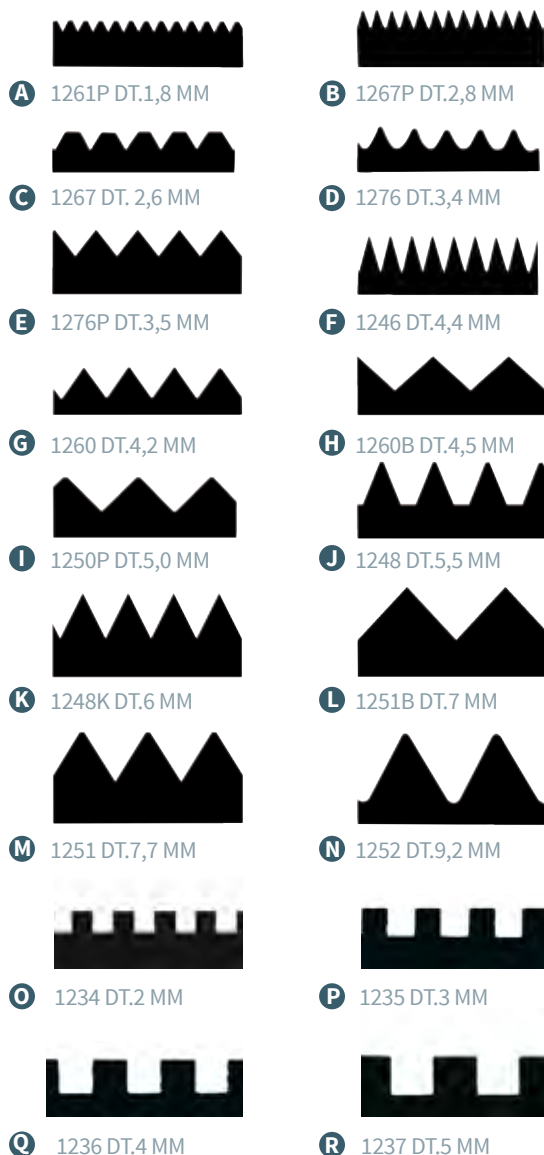 A 1261P DT.1,8 MM
B 1267P DT.2,8 MM
C 1267 DT. 2,6 MM
D 1276 DT.3,4 MM
E 1276P DT.3,5 MM
F 1246 DT.4,4 MM
G 1260 DT.4,2 MM
H 1260B DT.4,5 MM
I 1250P DT.5,0 MM
J 1248 DT.5,5 MM
K 1248K DT.6 MM
L 1251B DT.7 MM
M 1251 DT.7,7 MM
N 1252 DT.9,2 MM
O 1234 DT.2 MM
P 1235 DT.3 MM
Q 1236 DT.4 MM
R 1237 DT.5 MM